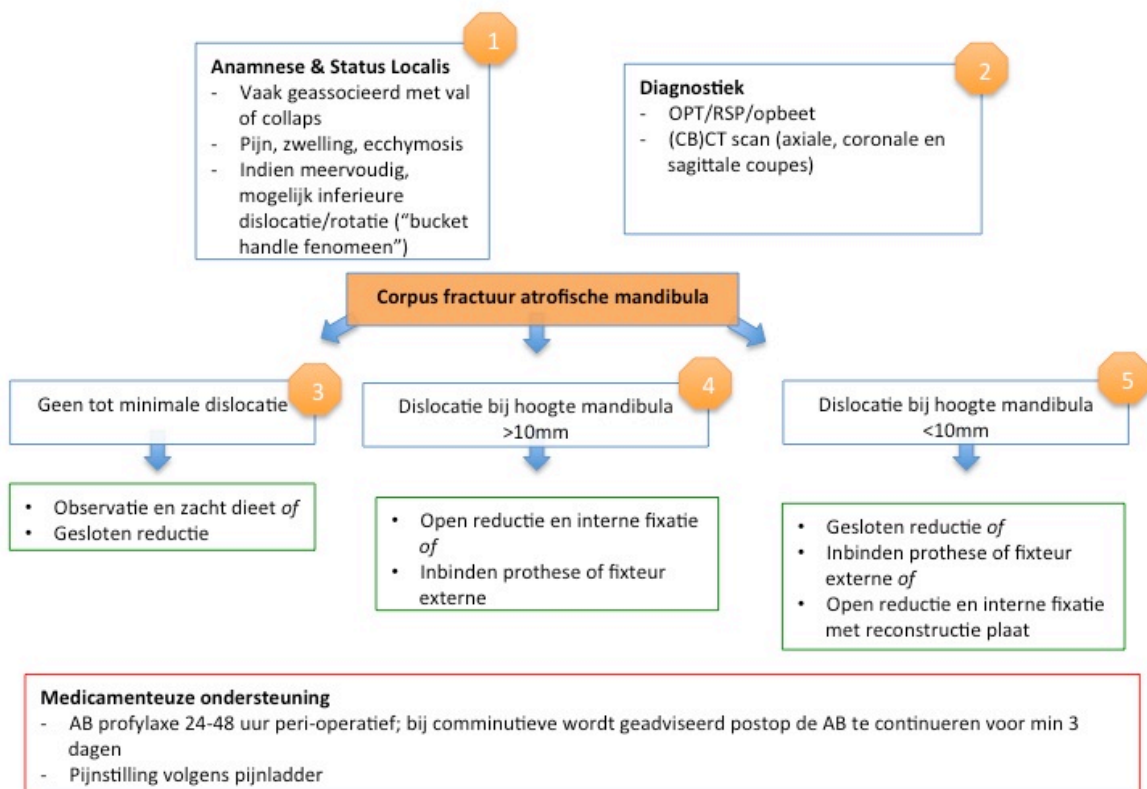 1
Anamnese & Status Localis
- Vaak geassocieerd met val
of collaps
- Pijn, zwelling, ecchymosis
- Indien meervoudig,
mogelijk inferieure
dislocatie/rotatie (“bucket
handle fenomeen”)
2
Diagnostiek
- OPT/RSP/opbeet
- (CB)CT scan (axiale, coronale en
sagittale coupes)
Corpus fractuur atrofische mandibula
3
Geen tot minimale dislocatie
4
Dislocatie bij hoogte mandibula
>10mm
5
Dislocatie bij hoogte mandibula
<10mm
• Observatie en zacht dieet of
• Gesloten reductie
• Open reductie en interne fixatie
of
• Inbinden prothese of fixteur
externe
• Gesloten reductie of
• Inbinden prothese of fixteur
externe of
• Open reductie en interne fixatie
met reconstructie plaat
Medicamenteuze ondersteuning
- AB profylaxe 24-48 uur peri-operatief; bij comminutieve wordt geadviseerd postop de AB te continueren voor min 3
dagen
- Pijnstilling volgens pijnladder